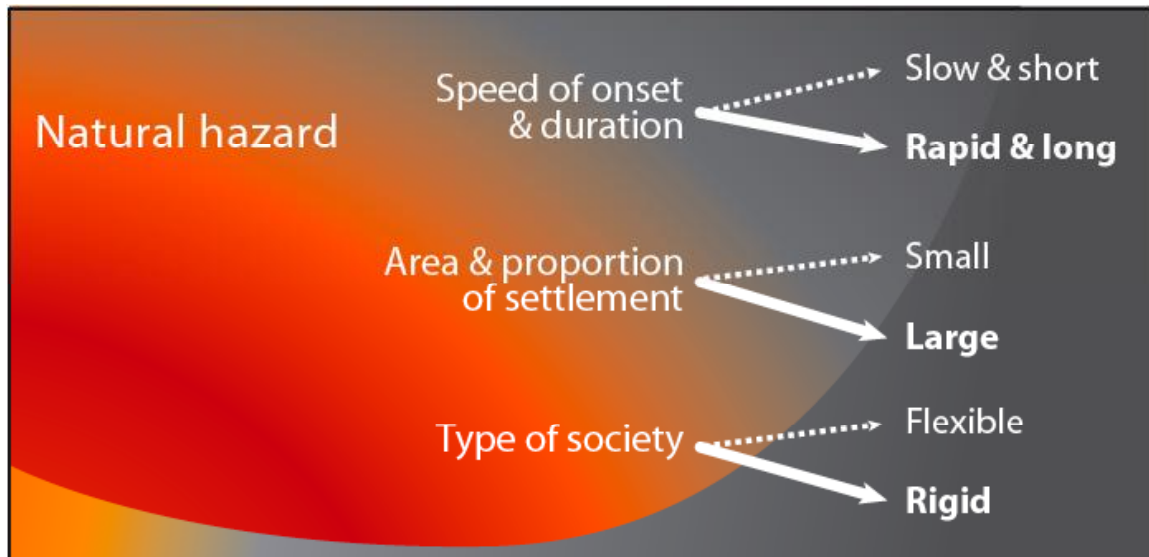 Natural hazard
Speed of onset
& duration
Slow & short
Rapid & long
Area & proportion
of settlement
Small
Large
Type of society
Flexible
Rigid